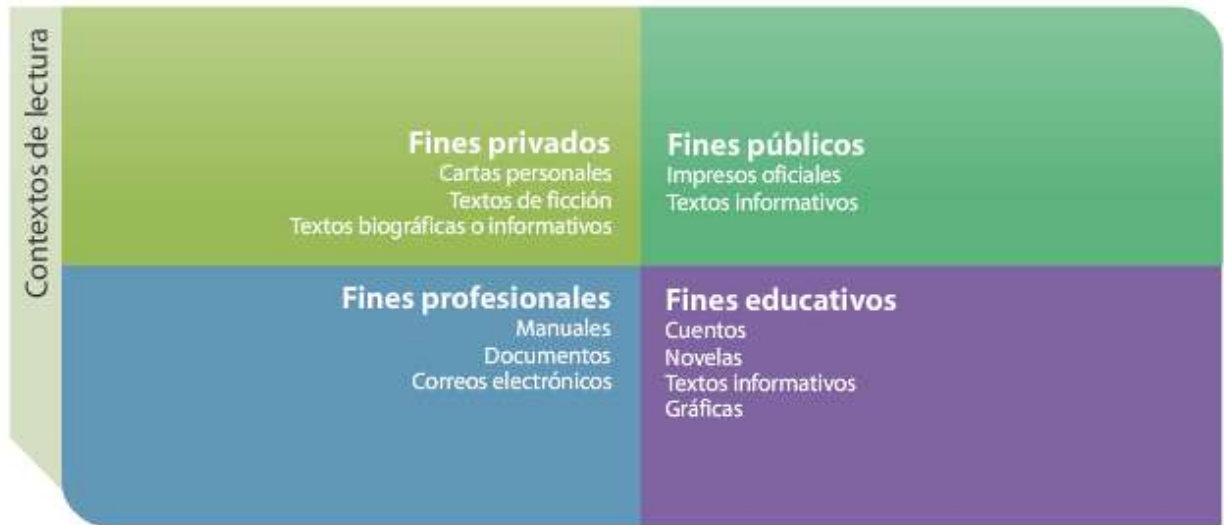 Contextos de lectura
Fines privados
Cartas personales
Textos de ficción
Textos biográficas o informativos
Fines públicos
Impresos oficiales
Textos informativos
Fines profesionales
Manuales
Documentos
Correos electrónicos
Fines educativos
Cuentos
Novelas
Textos informativos
Gráficas